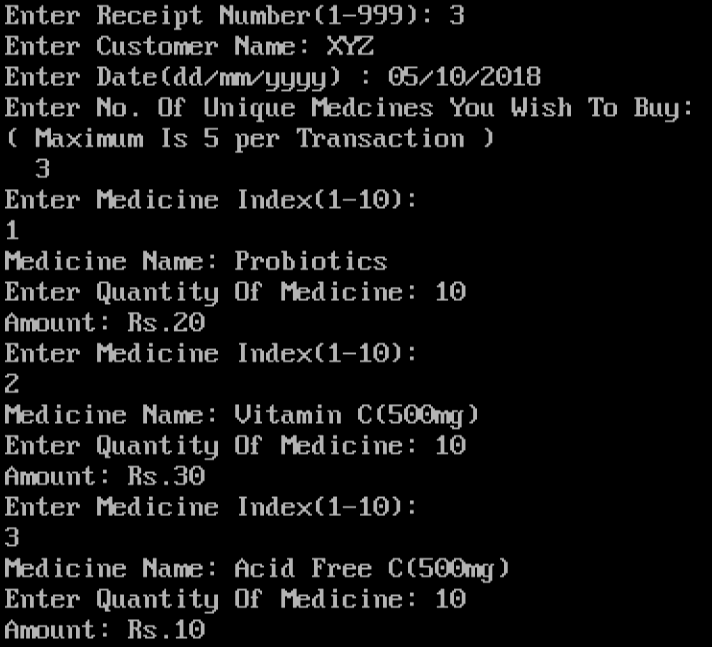 Enter Receipt Number(1-999): 3
Enter Customer Name: XYZ
Enter Date(dd/mm/yyyy) : 05/10/2018
Enter No. Of Unique Medcines You Wish To Buy:
( Maximum Is 5 per Transaction )
3
Enter Medicine Index(1-10):
1
Medicine Name: Probiotics
Enter Quantity Of Medicine: 10
Amount: Rs.20
Enter Medicine Index(1-10):
2
Medicine Name: Vitamin C(500mg)
Enter Quantity Of Medicine: 10
Amount: Rs.30
Enter Medicine Index(1-10):
3
Medicine Name: Acid Free C(500mg)
Enter Quantity Of Medicine: 10
Amount: Rs.10